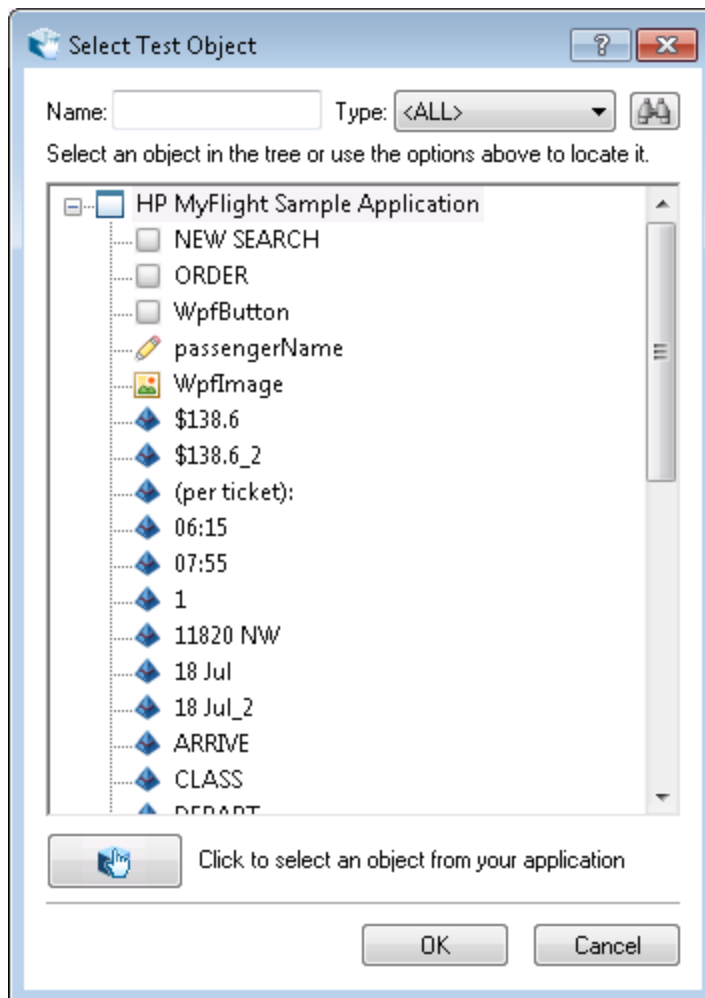 Select Test Object
Name: Type: <ALL>
Select an object in the tree or use the options above to locate it.
HP MyFlight Sample Application
NEW SEARCH
ORDER
WpfButton
passengerName
WpfImage
$138.6
$138.6_2
(per ticket):
06:15
07:55
1
11820 NW
18 Jul
18 Jul_2
ARRIVE
CLASS
DEPART
Click to select an object from your application
OK Cancel